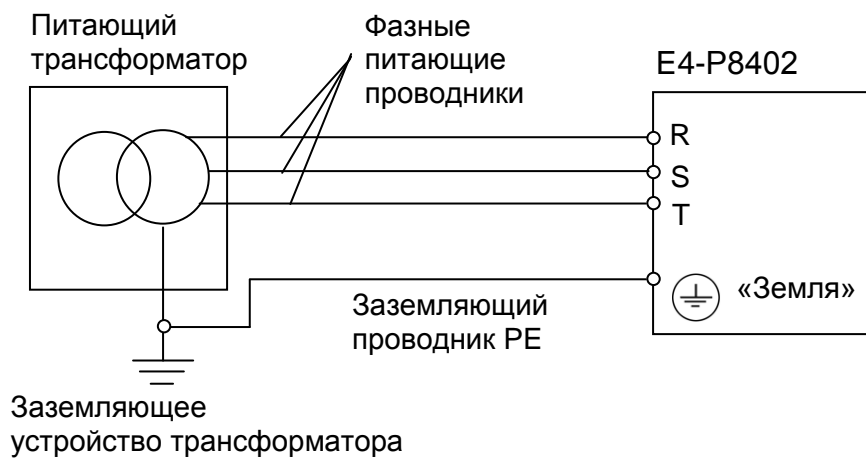 Питающий
трансформатор
Фазные
питающие
проводники
E4-P8402
R
S
T
«Земля»
Заземляющий
проводник PE
Заземляющее
устройство трансформатора